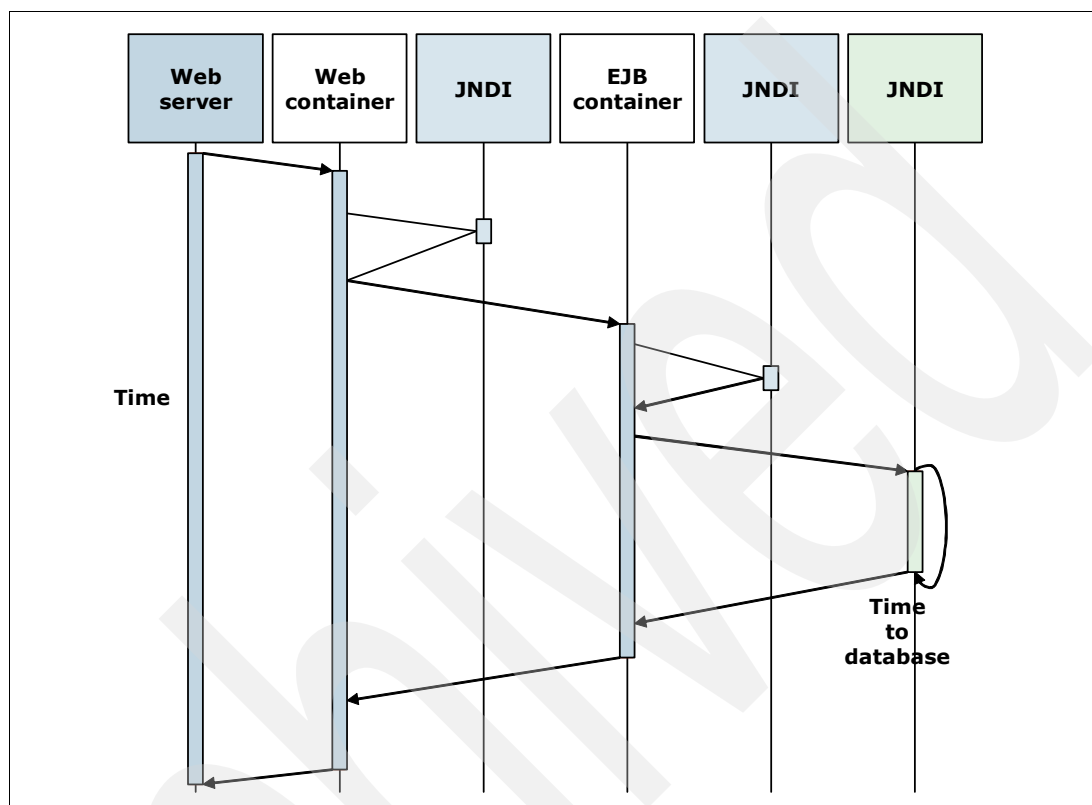 Web
server
Web
container
JNDI
EJB
container
JNDI
JNDI
Time
Time
to
database